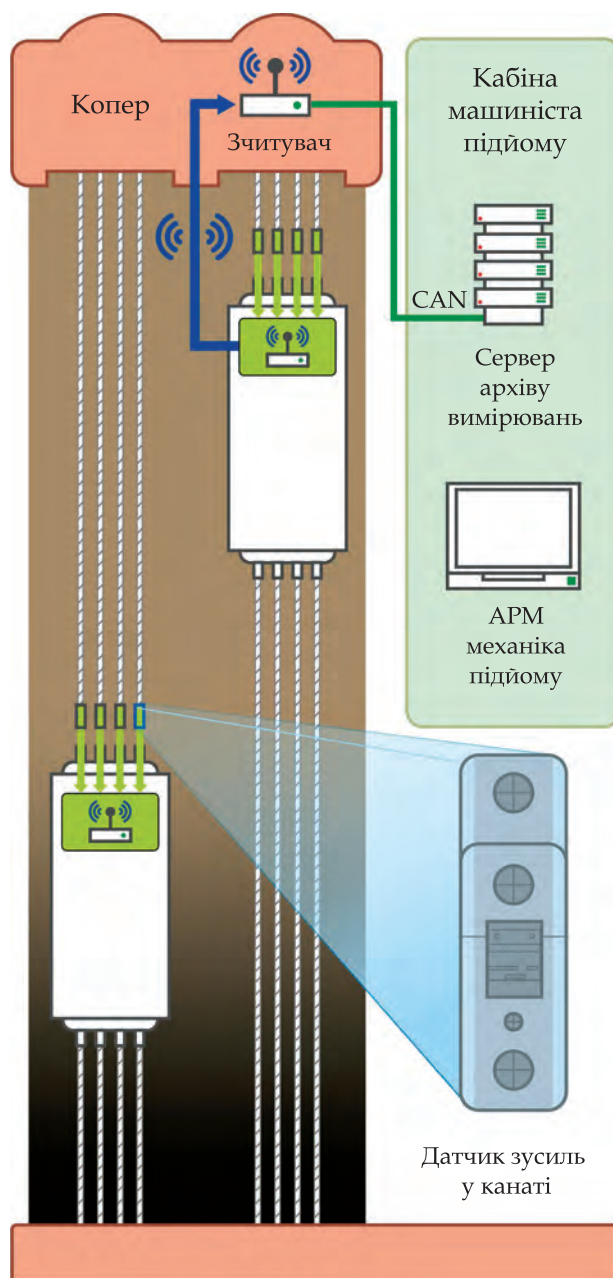 Копер
Зчитувач
Кабіна
машиніста
підйому
CAN
Сервер
архіву
вимірювань
АРМ
механіка
підйому
Датчик зусиль
у канаті